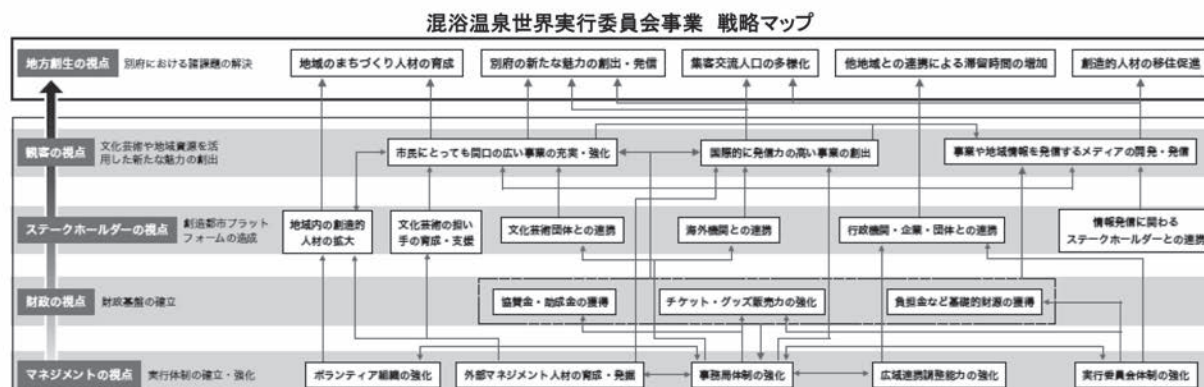 混浴温泉世界実行委員会事業 戦略マップ
地方創生の視点
別府における諸課題の解決
地域のまちづくり人材の育成
別府の新たな魅力の創出・発信
集客交流人口の多様化
他地域との連携による滞留時間の増加
創造的人材の移住促進
観客の視点
文化芸術や地域資源を活
用した新たな魅力の創出
市民にとっても間口の広い事業の充実・強化
国際的に発信力の高い事業の創出
事業や地域情報を発信するメディアの開発・発信
ステークホルダーの視点
創造都市プラット
フォームの造成
地域内の創造的
人材の拡大
文化芸術の担い
手の育成・支援
文化芸術団体との連携
海外機関との連携
行政機関・企業・団体との連携
情報発信に関わる
ステークホルダーとの連携
財政の視点
財政基盤の確立
協賛金・助成金の獲得
チケット・グッズ販売力の強化
負担金など基礎的財源の獲得
マネジメントの視点
実行体制の確立・強化
ボランティア組織の強化
外部マネジメント人材の育成・発掘
事務局体制の強化
広域連携調整能力の強化
実行委員会体制の強化